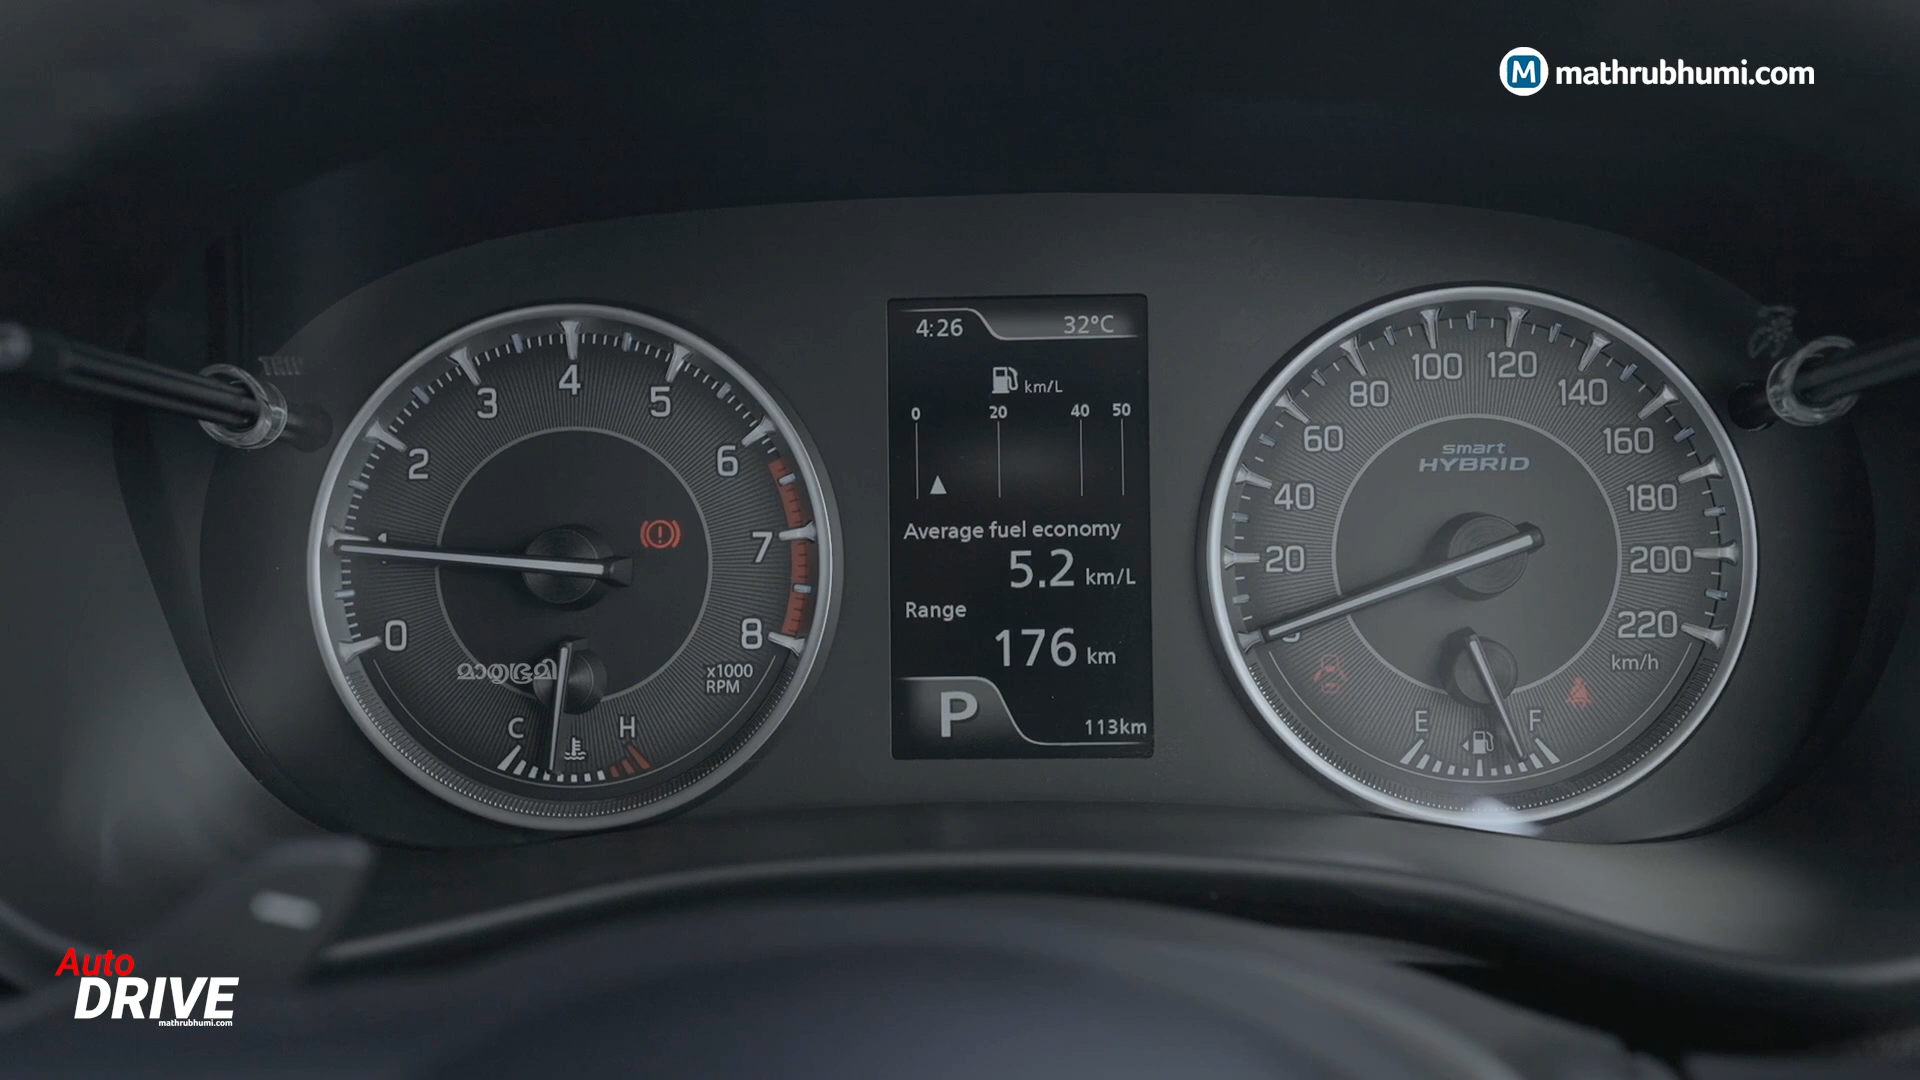 mathrubhumi.com
4:26 32°C
km/L
0 20 40 50
Average fuel economy
5.2 km/L
Range
176 km
P 113km
0 2 3 4 5 6 7 8
x1000
RPM
മാതൃഭൂമി
C H
20 40 60 80 100 120 140 160 180 200 220
smart
HYBRID
km/h
E F
Auto
DRIVE
mathrubhumi.com